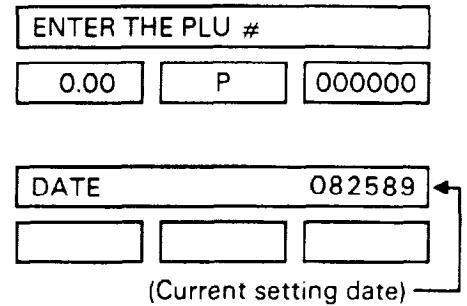 ENTER THE PLU #
0.00 P 000000
DATE 082589
(Current setting date)